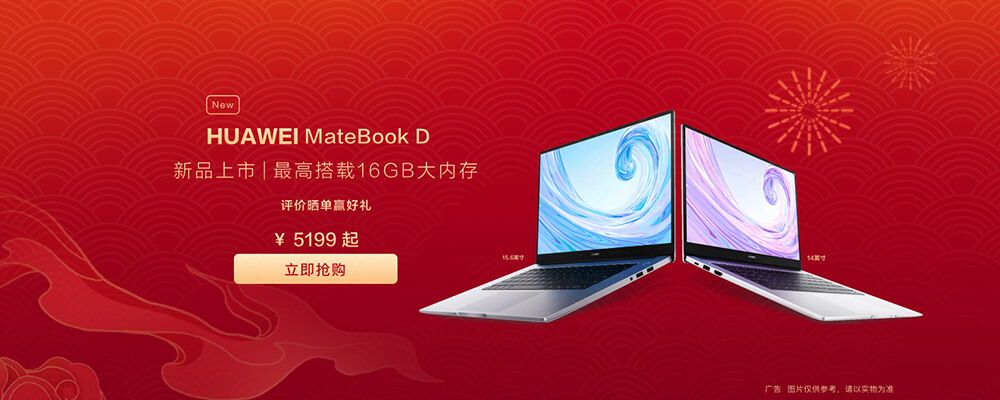 New
HUAWEI MateBook D
新品上市|最高搭载16GB大内存
评价晒单赢好礼
¥ 5199 起
立即抢购
15.6英寸
14英寸
HUAWEI
HUAWEI
广告 图片仅供参考，请以实物为准